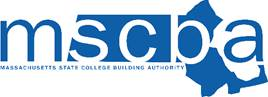 mscba
MASSACHUSETTS STATE COLLEGE BUILDING AUTHORITY